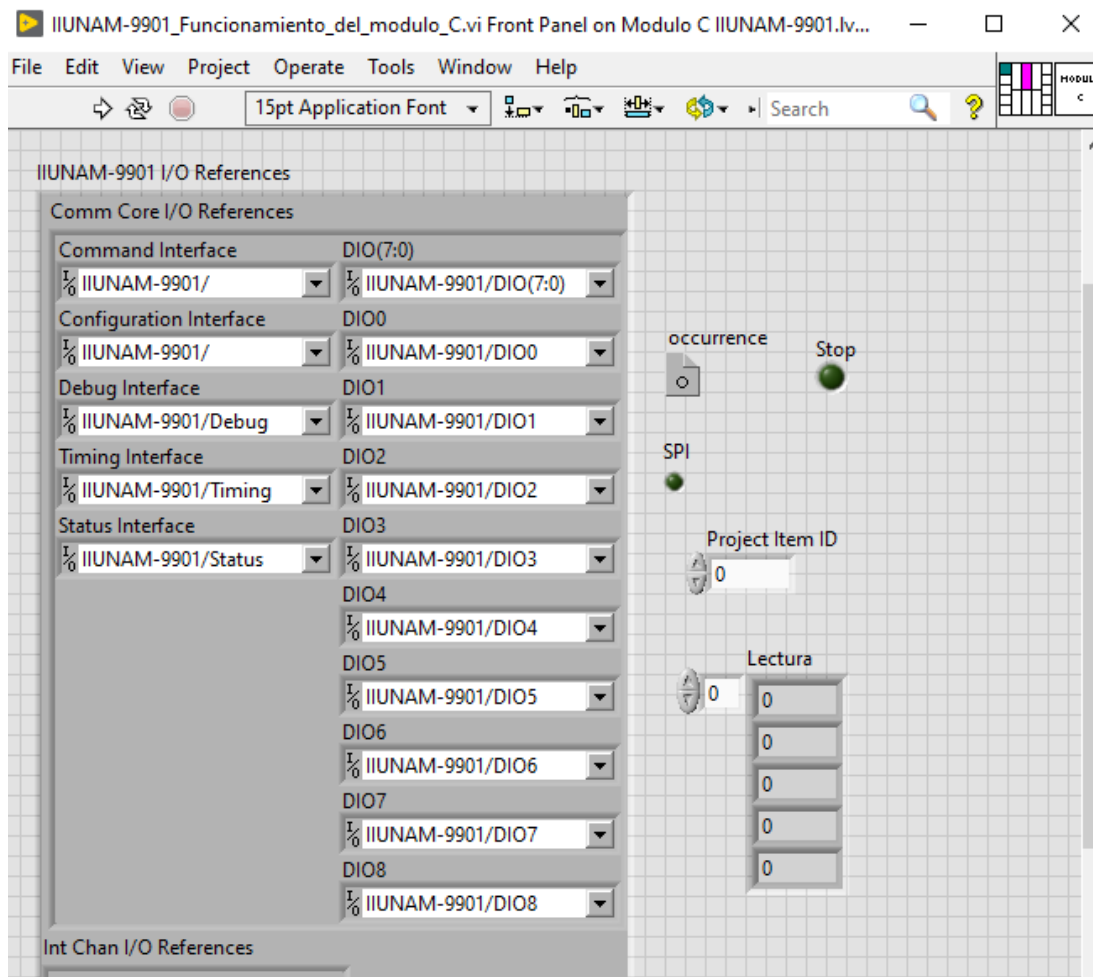 IIUNAM-9901_Funcionamiento_del_modulo_C.vi Front Panel on Modulo C IIUNAM-9901.lv...
File Edit View Project Operate Tools Window Help
15pt Application Font
Search
MODUL
C
IIUNAM-9901 I/O References
Comm Core I/O References
Command Interface
IIUNAM-9901/
Configuration Interface
IIUNAM-9901/
Debug Interface
IIUNAM-9901/Debug
Timing Interface
IIUNAM-9901/Timing
Status Interface
IIUNAM-9901/Status
DIO(7:0)
IIUNAM-9901/DIO(7:0)
DIO0
IIUNAM-9901/DIO0
DIO1
IIUNAM-9901/DIO1
DIO2
IIUNAM-9901/DIO2
DIO3
IIUNAM-9901/DIO3
DIO4
IIUNAM-9901/DIO4
DIO5
IIUNAM-9901/DIO5
DIO6
IIUNAM-9901/DIO6
DIO7
IIUNAM-9901/DIO7
DIO8
IIUNAM-9901/DIO8
Int Chan I/O References
occurrence
Stop
SPI
Project Item ID
0
Lectura
0
0
0
0
0
0